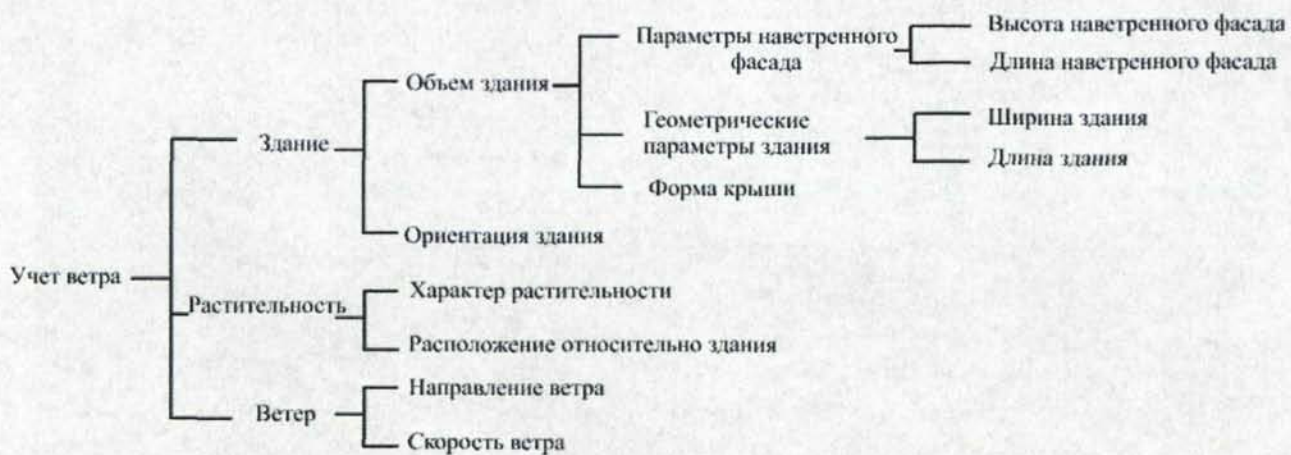 Учет ветра
Здание
Объем здания
Параметры наветренного
фасада
Высота наветренного фасада
Длина наветренного фасада
Геометрические
параметры здания
Ширина здания
Длина здания
Форма крыши
Ориентация здания
Растительность
Характер растительности
Расположение относительно здания
Ветер
Направление ветра
Скорость ветра